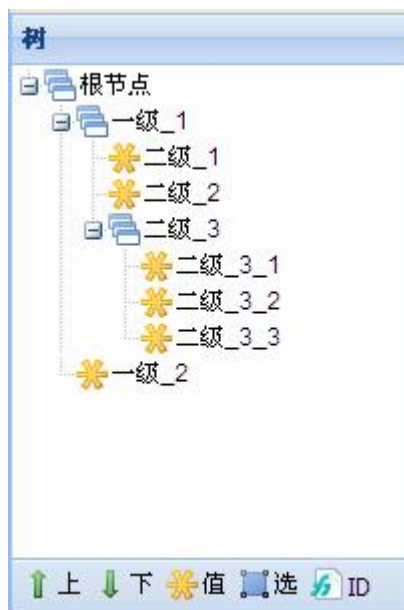 树
根节点
一级_1
二级_1
二级_2
二级_3
二级_3_1
二级_3_2
二级_3_3
一级_2
上 下 值 选 ID